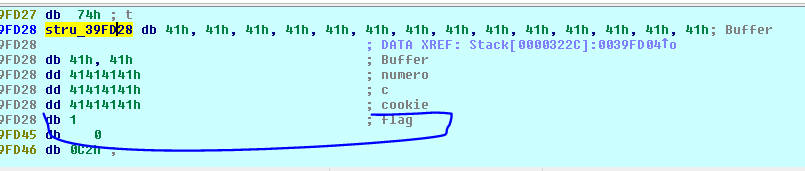 9FD27 db 74h ; t
9FD28 stru_39FD28 db 41h, 41h, 41h, 41h, 41h, 41h, 41h, 41h, 41h, 41h, 41h, 41h, 41h, 41h; Buffer
9FD28 ; DATA XREF: Stack[0000322C]:0039FD04↑o
9FD28 db 41h, 41h ; Buffer
9FD28 dd 41414141h ; numero
9FD28 dd 41414141h ; c
9FD28 dd 41414141h ; cookie
9FD28 db 1 ; flag
9FD45 db 0
9FD46 db 0C2h ;